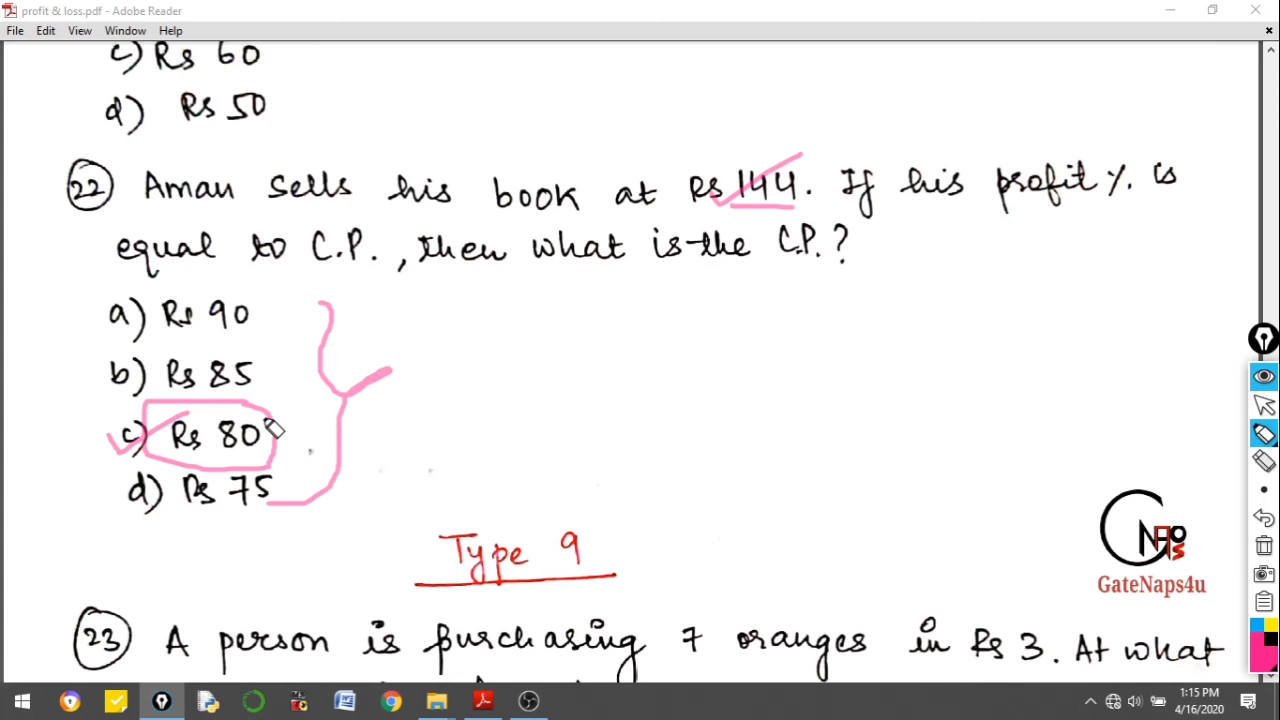 profit & loss.pdf - Adobe Reader
File Edit View Window Help
c) Rs 60
d) Rs 50
22 Aman sells his book at Rs 144. If his profit %. is
equal to C.P., then what is the C.P.?
a) Rs 90
b) Rs 85
c) Rs 80
d) Rs 75
Type 9
GateNaps4u
23 A person is purchasing 7 oranges in Rs 3. At what
1:15 PM
4/16/2020